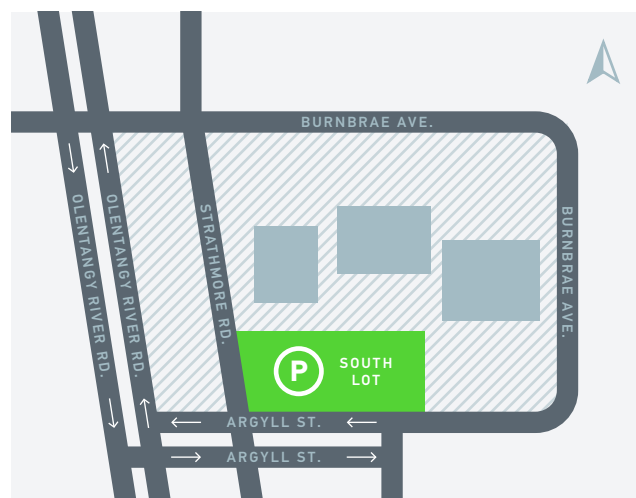 BURNBRAE AVE.
OLENTANGY RIVER RD.
OLENTANGY RIVER RD.
STRATHMORE RD.
BURNBRAE AVE.
P
SOUTH
LOT
ARGYLL ST.
ARGYLL ST.